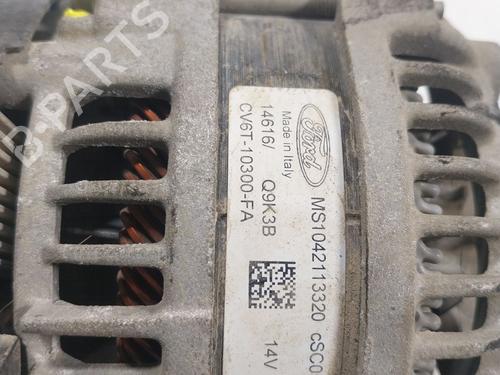 Ford
MS1042113320 cSC0
Made in Italy
14616/ Q9K3B
CV6T-10300-FA
14V
B-PARTS